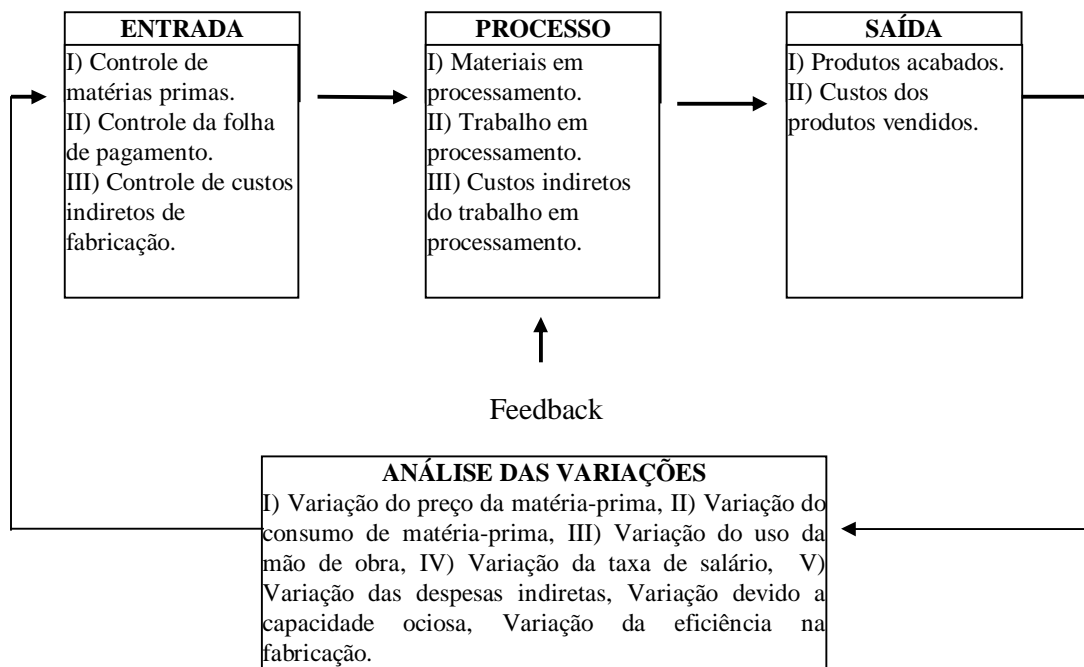 ENTRADA
I) Controle de
matérias primas.
II) Controle da folha
de pagamento.
III) Controle de custos
indiretos de
fabricação.
PROCESSO
I) Materiais em
processamento.
II) Trabalho em
processamento.
III) Custos indiretos
do trabalho em
processamento.
SAÍDA
I) Produtos acabados.
II) Custos dos
produtos vendidos.
Feedback
ANÁLISE DAS VARIAÇÕES
I) Variação do preço da matéria-prima, II) Variação do
consumo de matéria-prima, III) Variação do uso da
mão de obra, IV) Variação da taxa de salário, V)
Variação das despesas indiretas, Variação devido a
capacidade ociosa, Variação da eficiência na
fabricação.